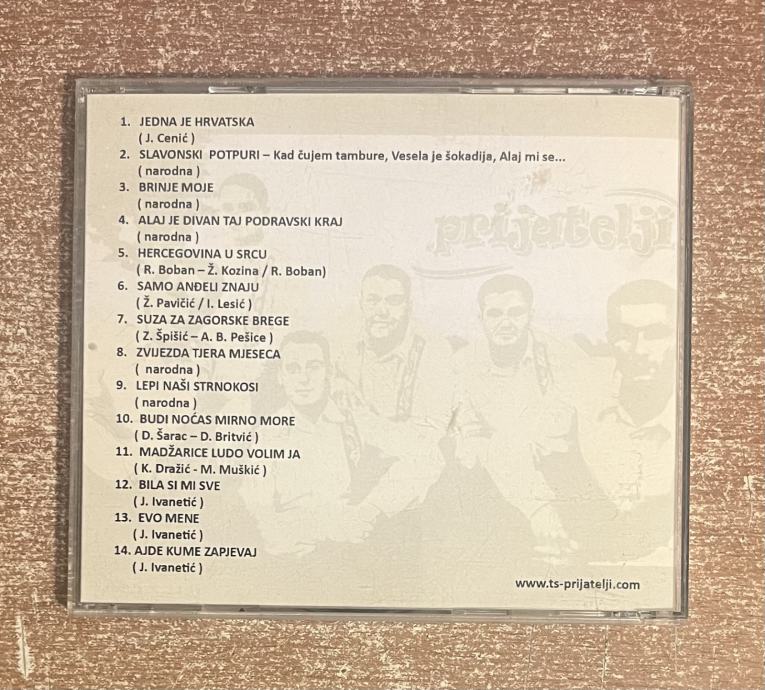 1. JEDNA JE HRVATSKA
( J. Cenić )
2. SLAVONSKI POTPURI – Kad čujem tambure, Vesela je šokadija, Alaj mi se...
( narodna )
3. BRINJE MOJE
( narodna )
4. ALAJ JE DIVAN TAJ PODRAVSKI KRAJ
( narodna )
5. HERCEGOVINA U SRCU
( R. Boban – Ž. Kozina / R. Boban)
6. SAMO ANĐELI ZNAJU
( Ž. Pavičić / I. Lesić )
7. SUZA ZA ZAGORSKE BREGE
( Z. Špišić – A. B. Pešice )
8. ZVIJEZDA TJERA MJESECA
( narodna )
9. LEPI NAŠI STRNOKOSI
( narodna )
10. BUDI NOĆAS MIRNO MORE
( D. Šarac – D. Britvić )
11. MADŽARICE LUDO VOLIM JA
( K. Dražić - M. Muškić )
12. BILA SI MI SVE
( J. Ivanetić )
13. EVO MENE
( J. Ivanetić )
14. AJDE KUME ZAPJEVAJ
( J. Ivanetić )
prijatelji
www.ts-prijatelji.com